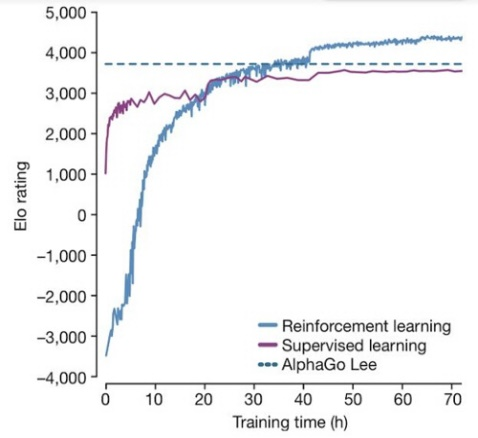 5,000
4,000
3,000
2,000
1,000
0
–1,000
–2,000
–3,000
–4,000
Elo rating
Reinforcement learning
Supervised learning
AlphaGo Lee
0 10 20 30 40 50 60 70
Training time (h)